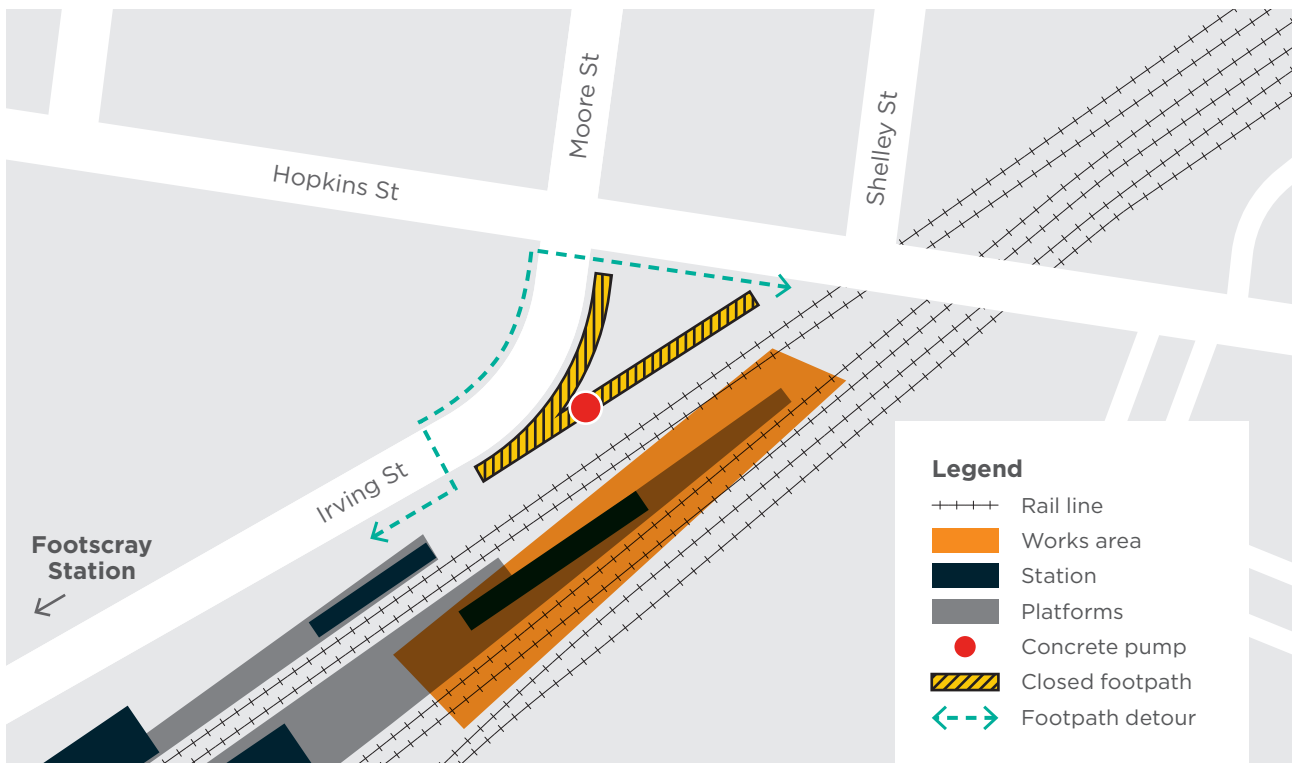 Moore St
Shelley St
Hopkins St
Irving St
Footscray
Station
Legend
Rail line
Works area
Station
Platforms
Concrete pump
Closed footpath
Footpath detour